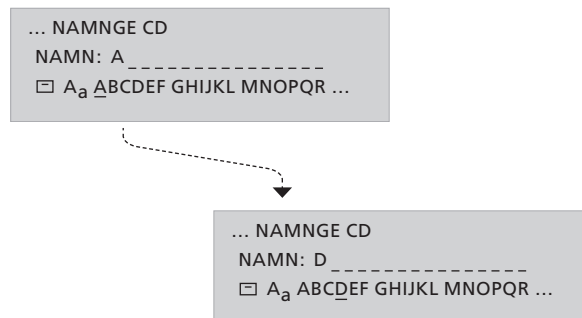 ... NAMNGE CD
NAMN: A _ _ _ _ _ _ _ _ _ _ _ _ _ _ _
Aa ABCDEF GHIJKL MNOPQR ...
... NAMNGE CD
NAMN: D _ _ _ _ _ _ _ _ _ _ _ _ _ _ _
Aa ABCDEF GHIJKL MNOPQR ...